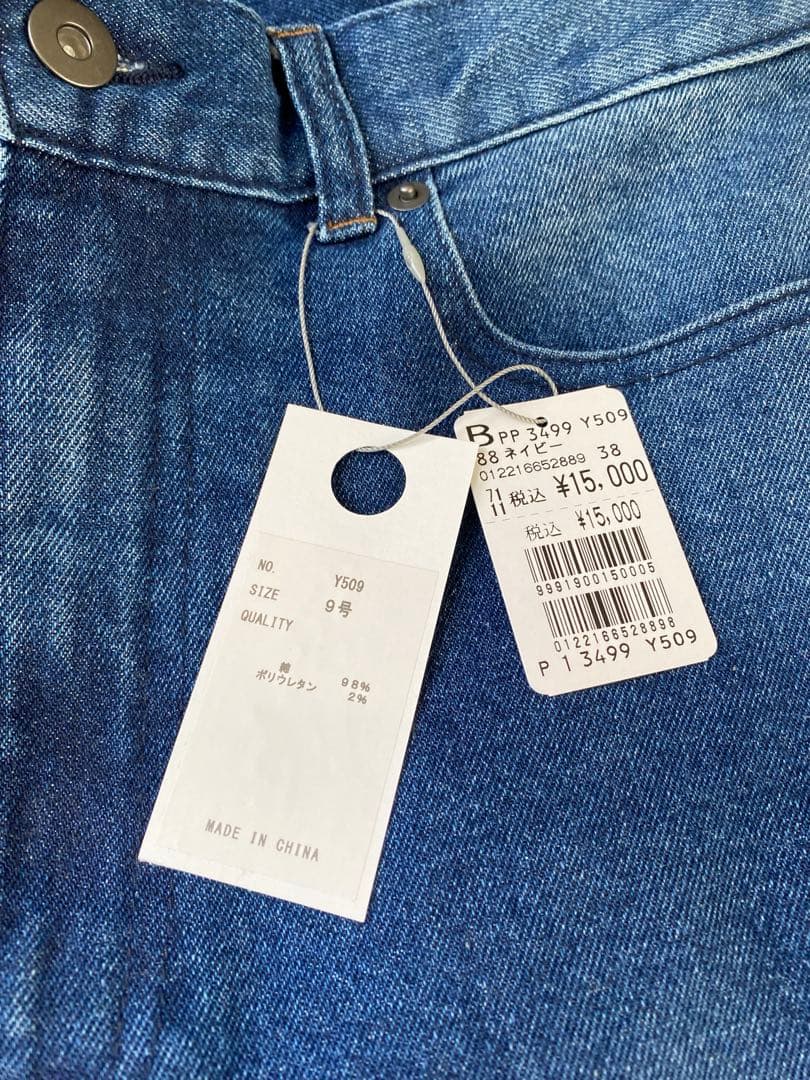 NO. Y509
SIZE 9号
QUALITY
綿 98%
ポリウレタン 2%
MADE IN CHINA
B PP 3499 Y509
88 ネイビー
012216652889 38
71 11 税込 ¥15,000
税込 ¥15,000
9991900150005
0122166528898
P 1 3499 Y509